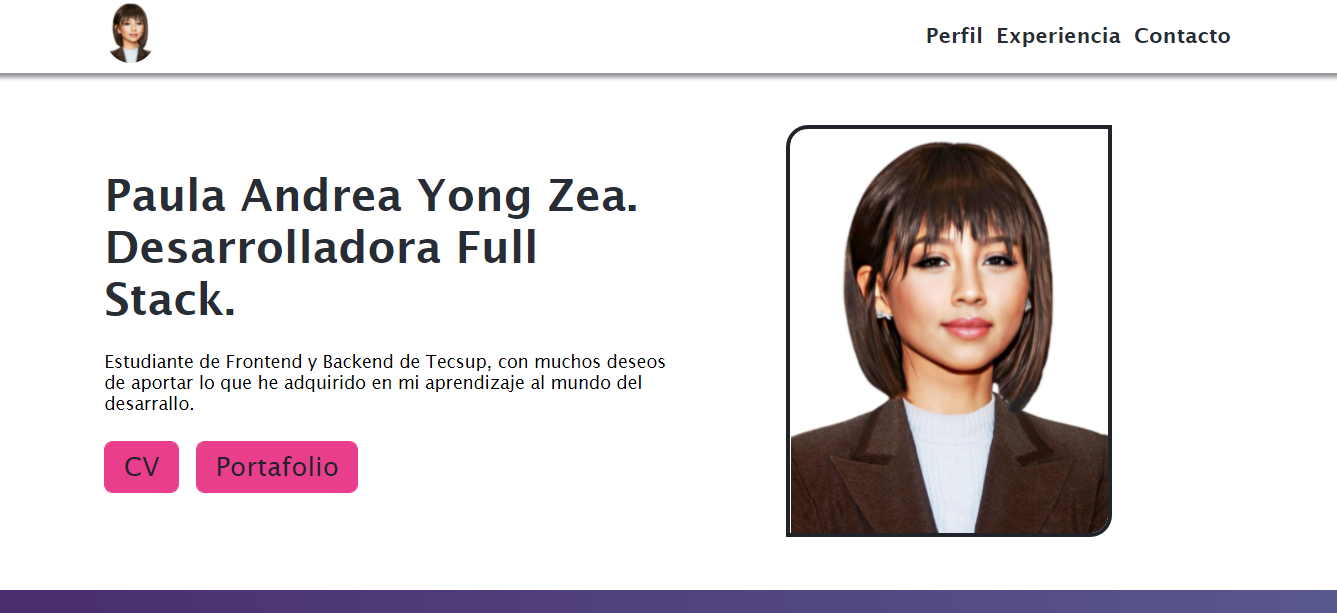 Perfil Experiencia Contacto
Paula Andrea Yong Zea.
Desarrolladora Full
Stack.
Estudiante de Frontend y Backend de Tecsup, con muchos deseos
de aportar lo que he adquirido en mi aprendizaje al mundo del
desarrallo.
CV Portafolio